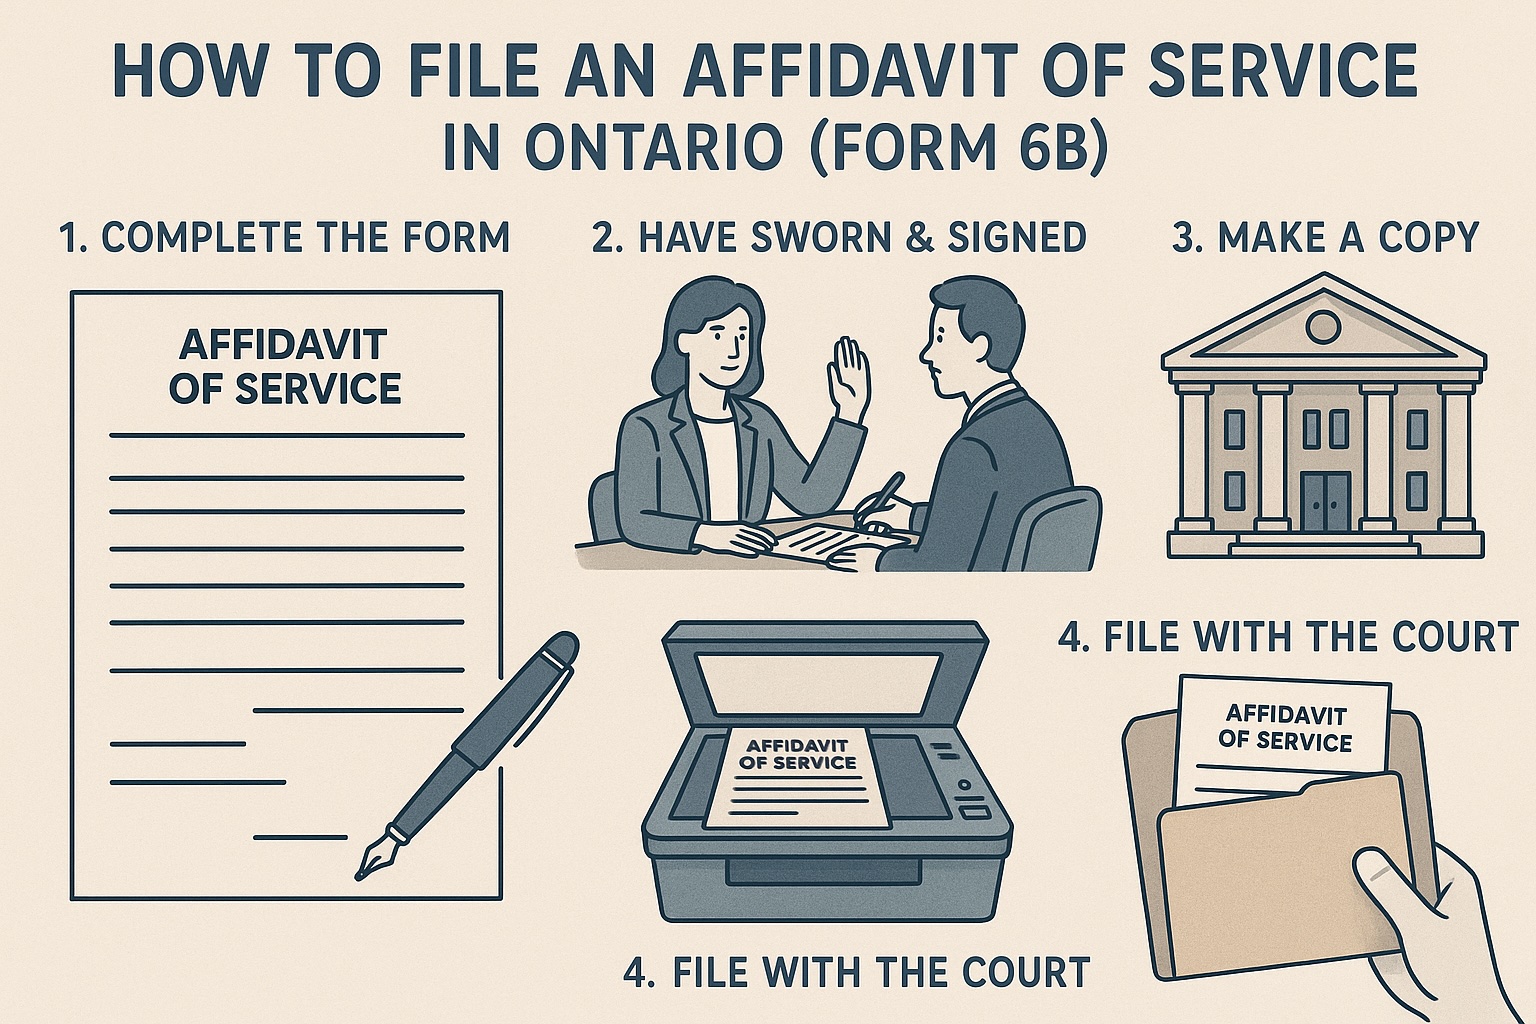 HOW TO FILE AN AFFIDAVIT OF SERVICE
IN ONTARIO (FORM 6B)
1. COMPLETE THE FORM
AFFIDAVIT
OF SERVICE
2. HAVE SWORN & SIGNED
3. MAKE A COPY
AFFIDAVIT
OF SERVICE
4. FILE WITH THE COURT
4. FILE WITH THE COURT
AFFIDAVIT
OF SERVICE